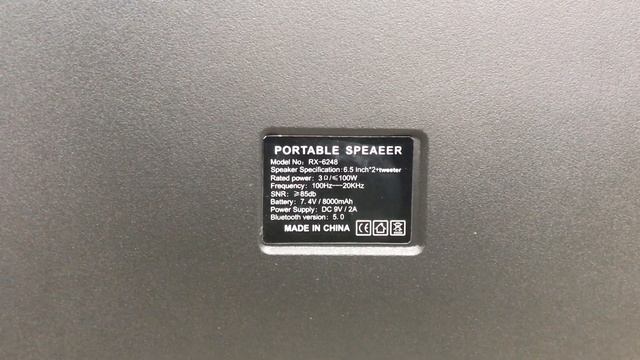 PORTABLE SPEAEER
Model No: RX-6248
Speaker Specification: 6.5 Inch*2+tweeter
Rated power: 3Ω/≤100W
Frequency: 100Hz---20KHz
SNR: ≥85db
Battery: 7.4V/8000mAh
Power Supply: DC 9V/2A
Bluetooth version: 5.0
MADE IN CHINA CE